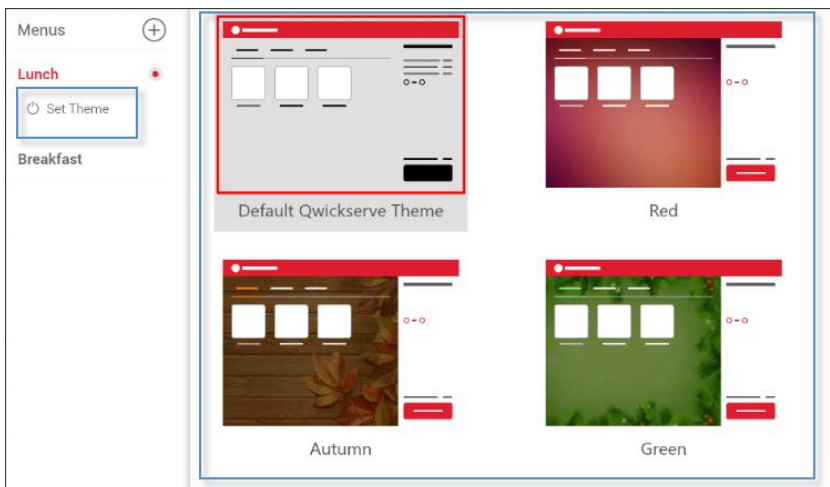 Menus
Lunch
Set Theme
Breakfast
Default Qwickserve Theme
Red
Autumn
Green